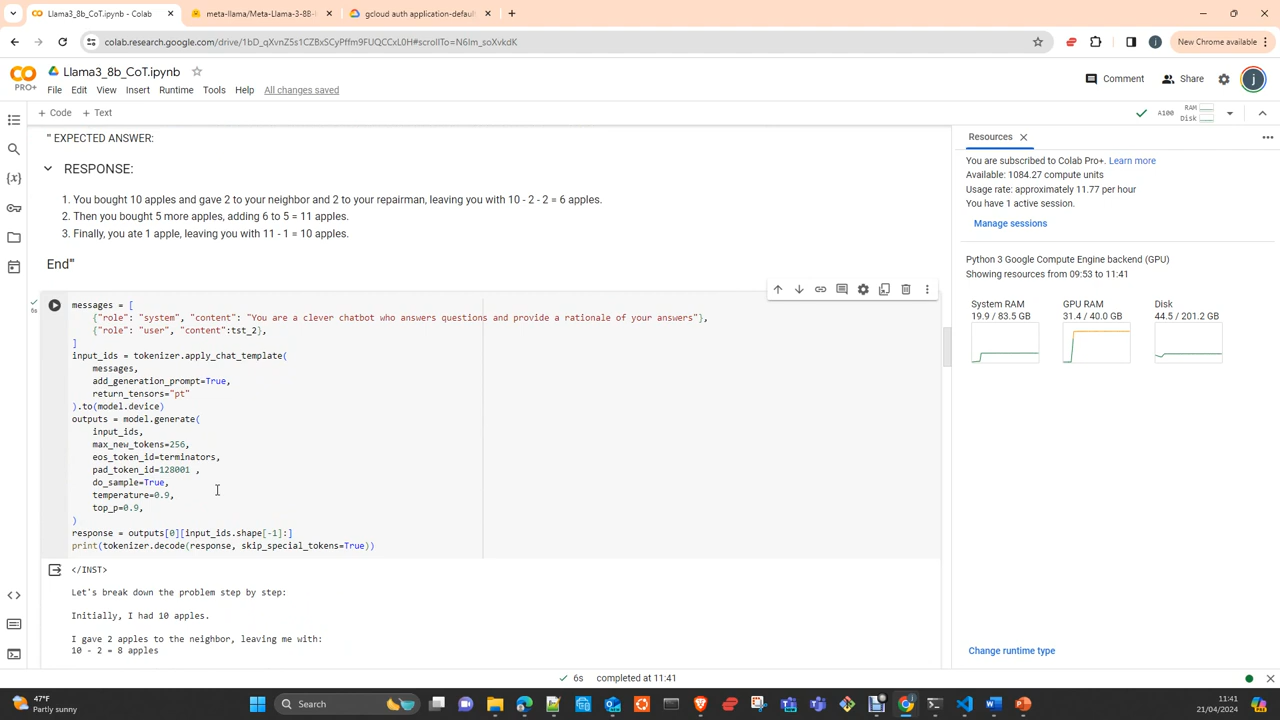 Llama3_8b_CoT.ipynb - Colab
meta-llama/Meta-Llama-3-8B-I
gcloud auth application-defaul
colab.research.google.com/drive/1bD_qXvnZ5s1CZBxSCyPffm9FUQCCxL0H#scrollTo=N6Im_soXvkdK
New Chrome available
PRO+
Llama3_8b_CoT.ipynb
File Edit View Insert Runtime Tools Help All changes saved
Comment
Share
j
+ Code + Text
A100
RAM
Disk
" EXPECTED ANSWER:
RESPONSE:
1. You bought 10 apples and gave 2 to your neighbor and 2 to your repairman, leaving you with 10 - 2 - 2 = 6 apples.
2. Then you bought 5 more apples, adding 6 to 5 = 11 apples.
3. Finally, you ate 1 apple, leaving you with 11 - 1 = 10 apples.
End"
6s
messages = [
{"role": "system", "content": "You are a clever chatbot who answers questions and provide a rationale of your answers"},
{"role": "user", "content":tst_2},
]
input_ids = tokenizer.apply_chat_template(
messages,
add_generation_prompt=True,
return_tensors="pt"
).to(model.device)
outputs = model.generate(
input_ids,
max_new_tokens=256,
eos_token_id=terminators,
pad_token_id=128001 ,
do_sample=True,
temperature=0.9,
top_p=0.9,
)
response = outputs[0][input_ids.shape[-1]:]
print(tokenizer.decode(response, skip_special_tokens=True))
</INST>
Let's break down the problem step by step:
Initially, I had 10 apples.
I gave 2 apples to the neighbor, leaving me with:
10 - 2 = 8 apples
Resources
You are subscribed to Colab Pro+. Learn more
Available: 1084.27 compute units
Usage rate: approximately 11.77 per hour
You have 1 active session.
Manage sessions
Python 3 Google Compute Engine backend (GPU)
Showing resources from 09:53 to 11:41
System RAM
19.9 / 83.5 GB
GPU RAM
31.4 / 40.0 GB
Disk
44.5 / 201.2 GB
Change runtime type
6s completed at 11:41
47°F
Partly sunny
Search
11:41
21/04/2024